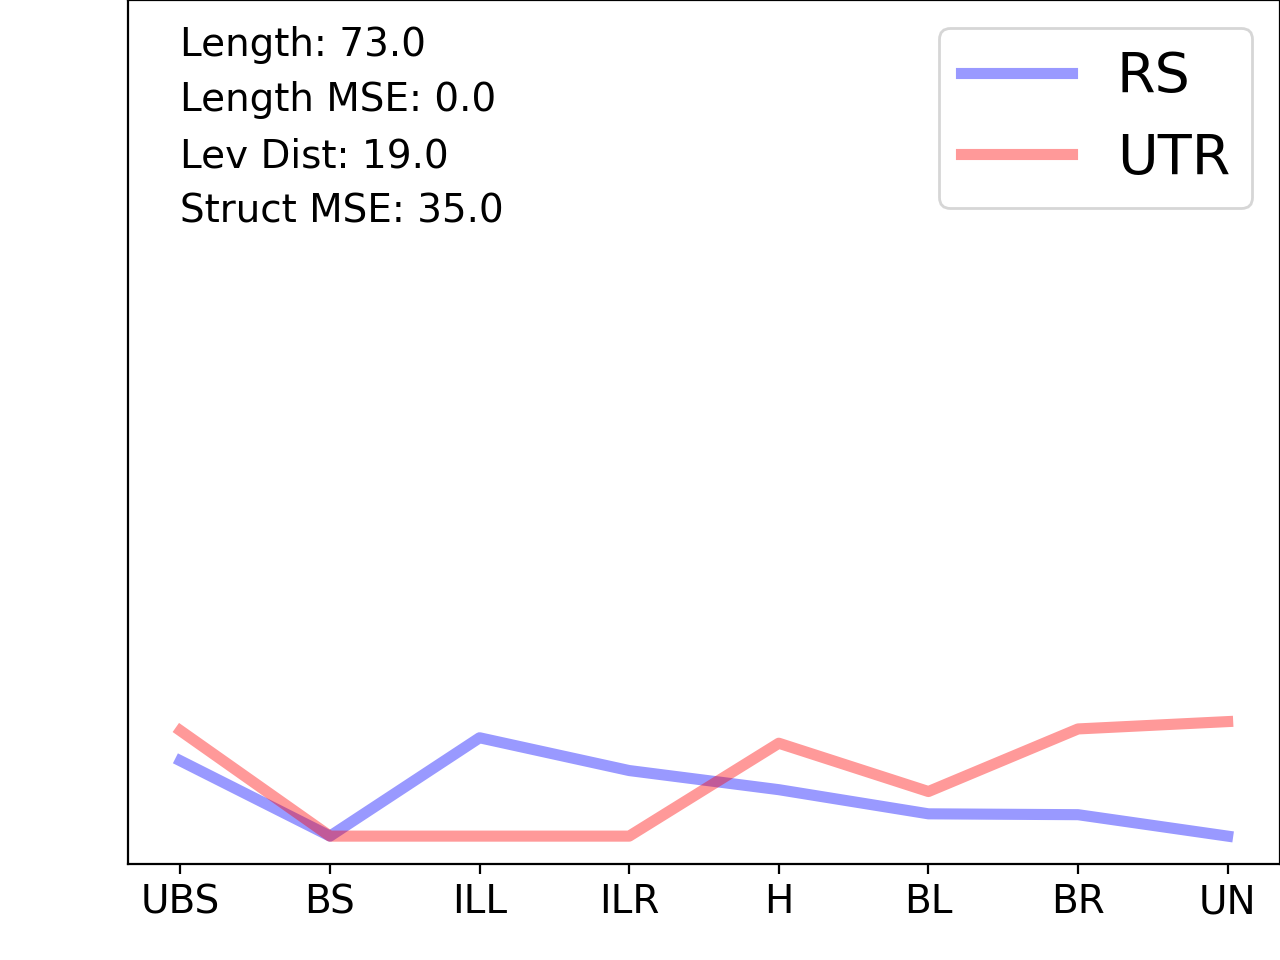 Length: 73.0
Length MSE: 0.0
Lev Dist: 19.0
Struct MSE: 35.0
RS
UTR
UBS BS ILL ILR H BL BR UN